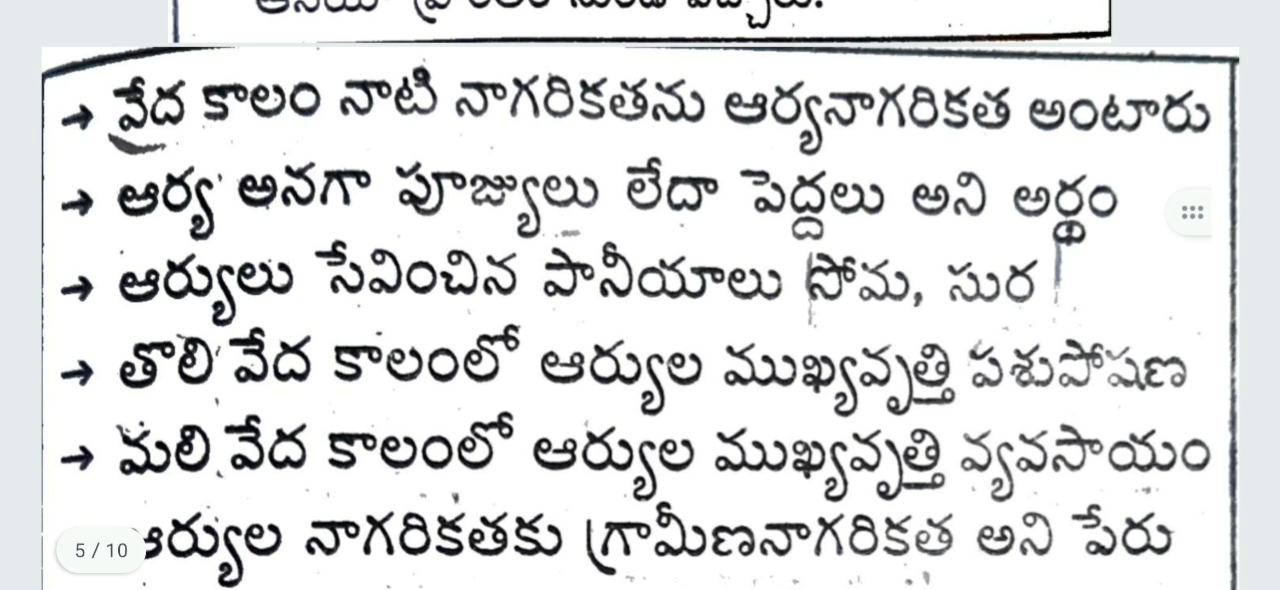 → వేద కాలం నాటి నాగరికతను ఆర్యనాగరికత అంటారు
→ ఆర్య అనగా పూజ్యులు లేదా పెద్దలు అని అర్థం
→ ఆర్యులు సేవించిన పానీయాలు సోమ, సుర
→ తొలి వేద కాలంలో ఆర్యుల ముఖ్యవృత్తి పశుపోషణ
→ మలి వేద కాలంలో ఆర్యుల ముఖ్యవృత్తి వ్యవసాయం
ఆర్యుల నాగరికతకు గ్రామీణనాగరికత అని పేరు
5 / 10